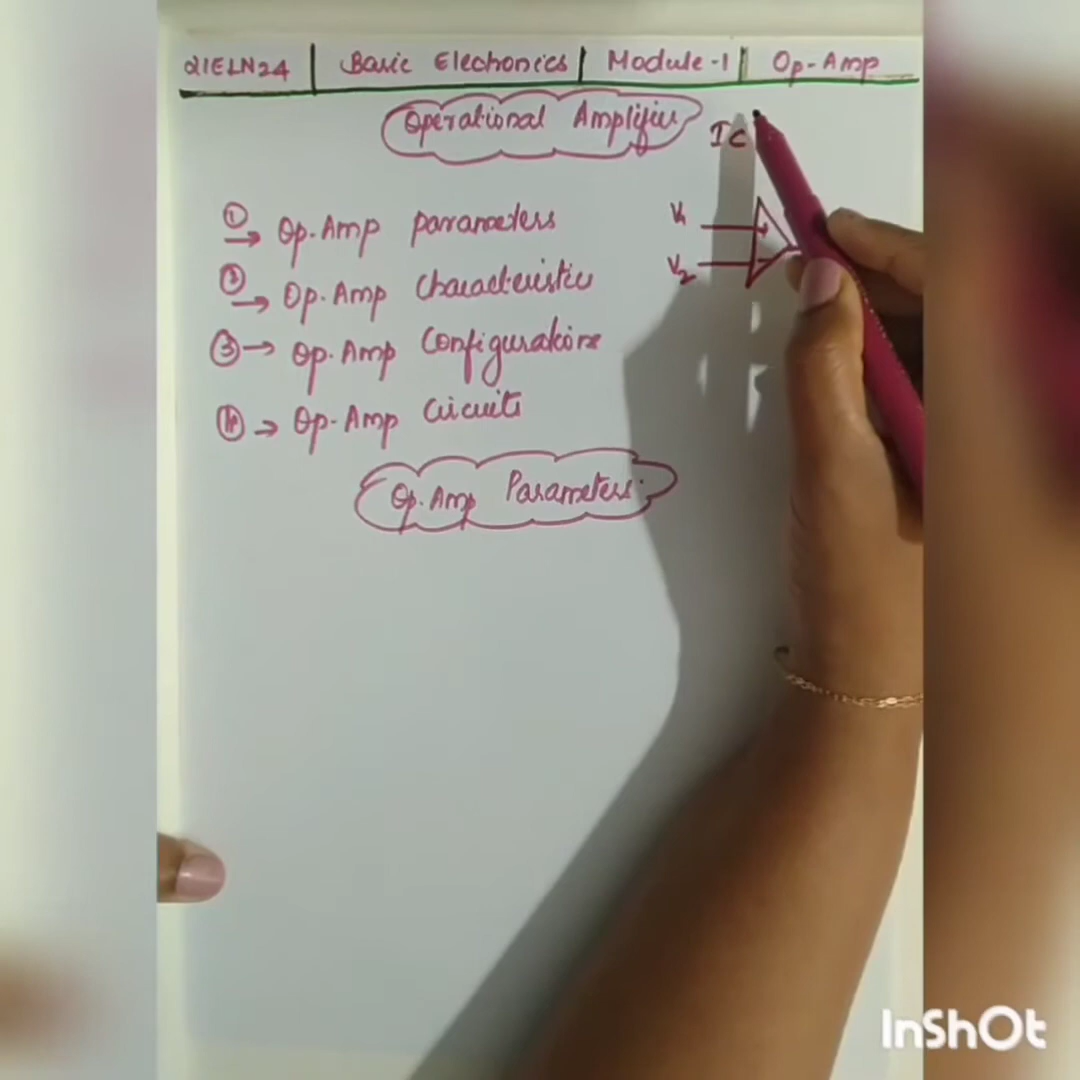 21ELN24 | Basic Electronics | Module-1 | Op-Amp
Operational Amplifier
IC
① → Op-Amp parameters
V1
+
② → Op-Amp Characteristic
V2
-
③ → Op-Amp Configurations
④ → Op-Amp Circuits
Op-Amp Parameters.
InShOt